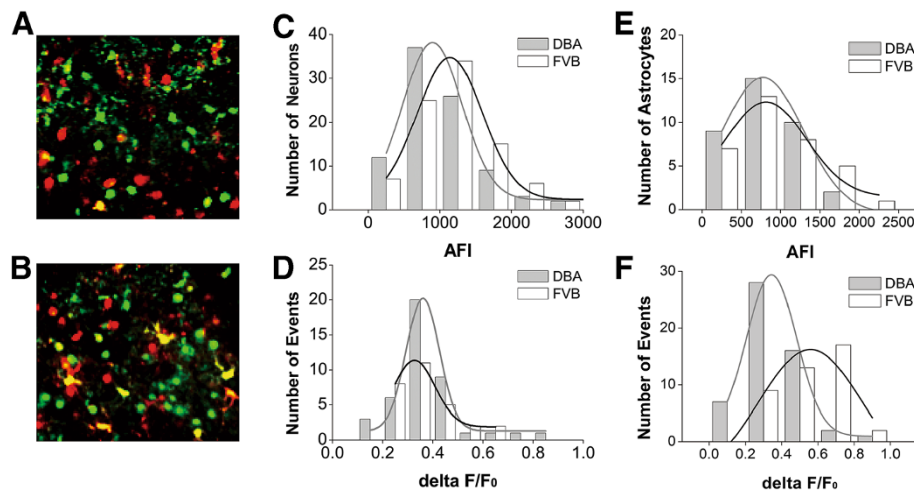 A
B
C
Number of Neurons
40
30
20
10
0
0
1000
2000
3000
AFI
DBA
FVB
D
Number of Events
25
20
15
10
5
0
0.0
0.2
0.4
0.6
0.8
1.0
delta F/F0
DBA
FVB
E
Number of Astrocytes
20
15
10
5
0
0
500
1000
1500
2000
2500
AFI
DBA
FVB
F
Number of Events
30
20
10
0
0.0
0.2
0.4
0.6
0.8
1.0
delta F/F0
DBA
FVB